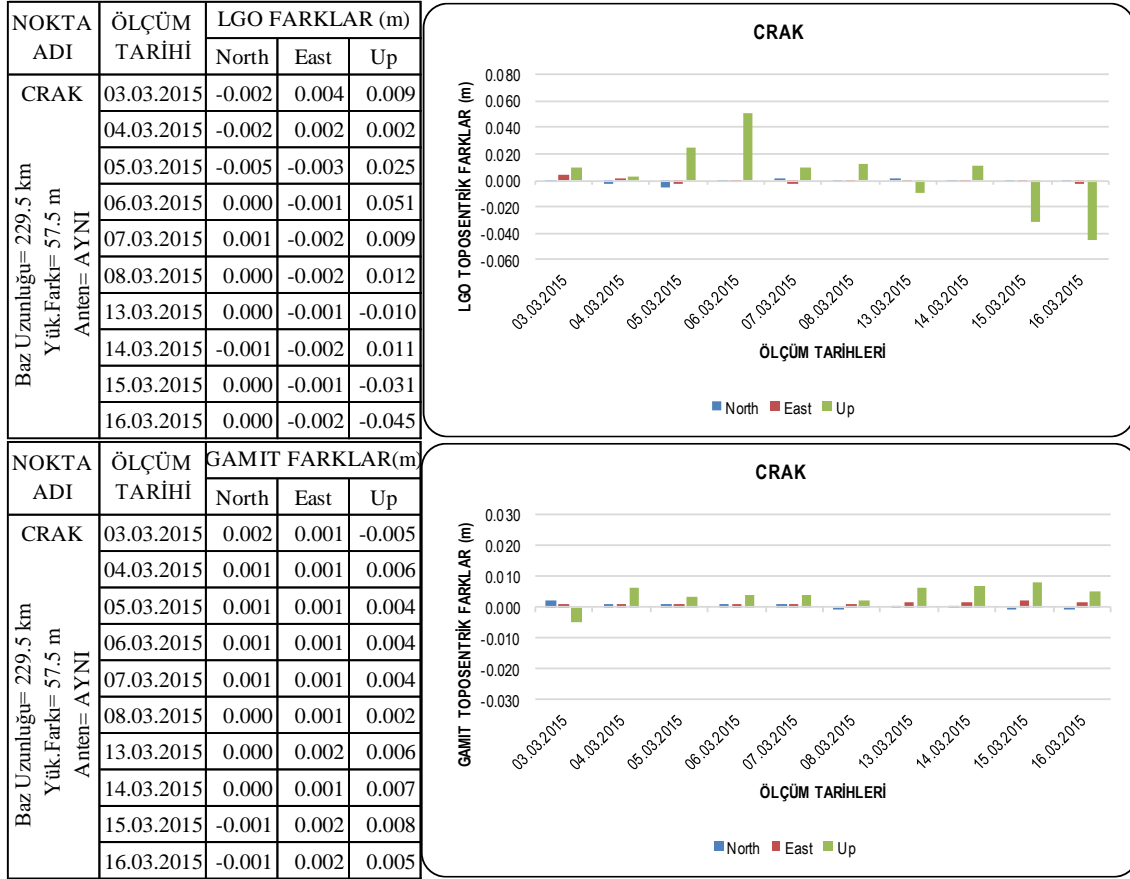 NOKTA ADI ÖLÇÜM TARİHİ LGO FARKLAR (m)
North East Up
CRAK 03.03.2015 -0.002 0.004 0.009
04.03.2015 -0.002 0.002 0.002
05.03.2015 -0.005 -0.003 0.025
06.03.2015 0.000 -0.001 0.051
07.03.2015 0.001 -0.002 0.009
08.03.2015 0.000 -0.002 0.012
13.03.2015 0.000 -0.001 -0.010
14.03.2015 -0.001 -0.002 0.011
15.03.2015 0.000 -0.001 -0.031
16.03.2015 0.000 -0.002 -0.045
Baz Uzunluğu= 229.5 km
Yük.Farkı= 57.5 m
Anten= AYNI
CRAK
LGO TOPOSENTRİK FARKLAR (m)
0.080
0.060
0.040
0.020
0.000
-0.020
-0.040
-0.060
03.03.2015 04.03.2015 05.03.2015 06.03.2015 07.03.2015 08.03.2015 13.03.2015 14.03.2015 15.03.2015 16.03.2015
ÖLÇÜM TARİHLERİ
North East Up
NOKTA ADI ÖLÇÜM TARİHİ GAMIT FARKLAR(m)
North East Up
CRAK 03.03.2015 0.002 0.001 -0.005
04.03.2015 0.001 0.001 0.006
05.03.2015 0.001 0.001 0.004
06.03.2015 0.001 0.001 0.004
07.03.2015 0.001 0.001 0.004
08.03.2015 0.000 0.001 0.002
13.03.2015 0.000 0.002 0.006
14.03.2015 0.000 0.001 0.007
15.03.2015 -0.001 0.002 0.008
16.03.2015 -0.001 0.002 0.005
Baz Uzunluğu= 229.5 km
Yük.Farkı= 57.5 m
Anten= AYNI
CRAK
GAMIT TOPOSENTRİK FARKLAR (m)
0.030
0.020
0.010
0.000
-0.010
-0.020
-0.030
03.03.2015 04.03.2015 05.03.2015 06.03.2015 07.03.2015 08.03.2015 13.03.2015 14.03.2015 15.03.2015 16.03.2015
ÖLÇÜM TARİHLERİ
North East Up